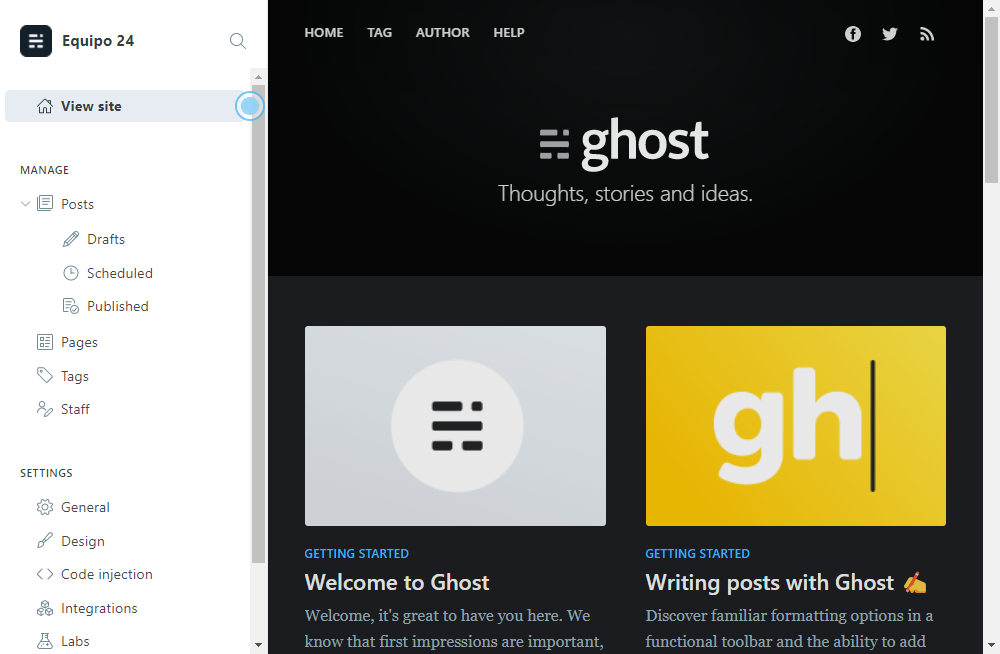 Equipo 24
View site
MANAGE
Posts
Drafts
Scheduled
Published
Pages
Tags
Staff
SETTINGS
General
Design
Code injection
Integrations
Labs
HOME TAG AUTHOR HELP
ghost
Thoughts, stories and ideas.
gh
GETTING STARTED
Welcome to Ghost
Welcome, it's great to have you here. We
know that first impressions are important,
GETTING STARTED
Writing posts with Ghost ✍️
Discover familiar formatting options in a
functional toolbar and the ability to add